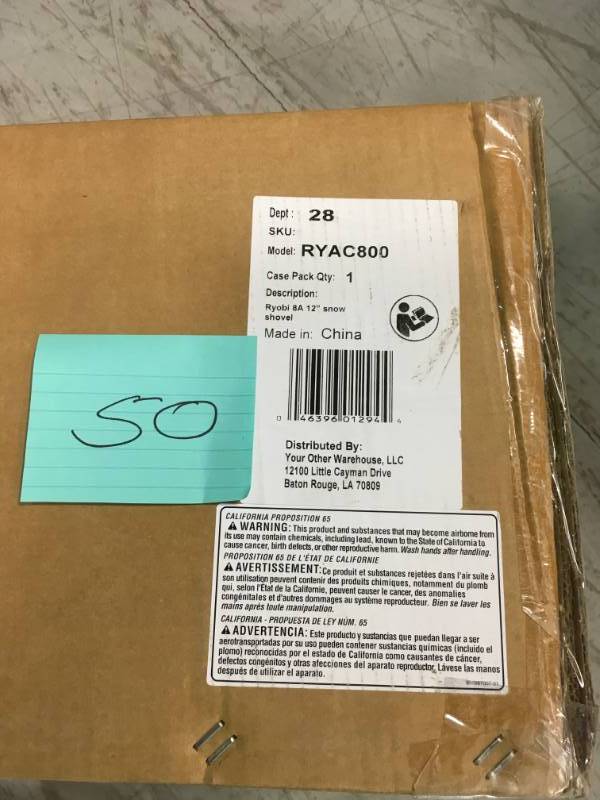 Dept: 28
SKU:
Model: RYAC800
Case Pack Qty: 1
Description:
Ryobi 8A 12" snow
shovel
Made in: China
0 46396 01294 4
Distributed By:
Your Other Warehouse, LLC
12100 Little Cayman Drive
Baton Rouge, LA 70809
50
CALIFORNIA PROPOSITION 65
WARNING: This product and substances that may become airborne from
its use may contain chemicals, including lead, known to the State of California to
cause cancer, birth defects, or other reproductive harm. Wash hands after handling.
PROPOSITION 65 DE L'ÉTAT DE CALIFORNIE
AVERTISSEMENT: Ce produit et substances rejetées dans l'air suite à
son utilisation peuvent contenir des produits chimiques, notamment du plomb
qui, selon l'État de la Californie, peuvent causer le cancer, des anomalies
congénitales et d'autres dommages au système reproducteur. Bien se laver les
mains après toute manipulation.
CALIFORNIA - PROPUESTA DE LEY NÚM. 65
ADVERTENCIA: Este producto y sustancias que puedan llegar a ser
aerotransportadas por su uso pueden contener sustancias químicas (incluido el
plomo) reconocidas por el estado de California como causantes de cáncer,
defectos congénitos y otras afecciones del aparato reproductor. Lávese las manos
después de utilizar el aparato.